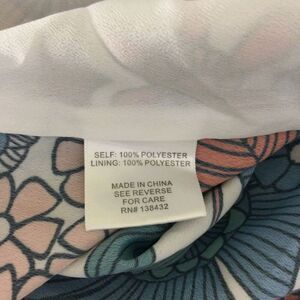 SELF: 100% POLYESTER
LINING: 100% POLYESTER
MADE IN CHINA
SEE REVERSE
FOR CARE
RN# 138432